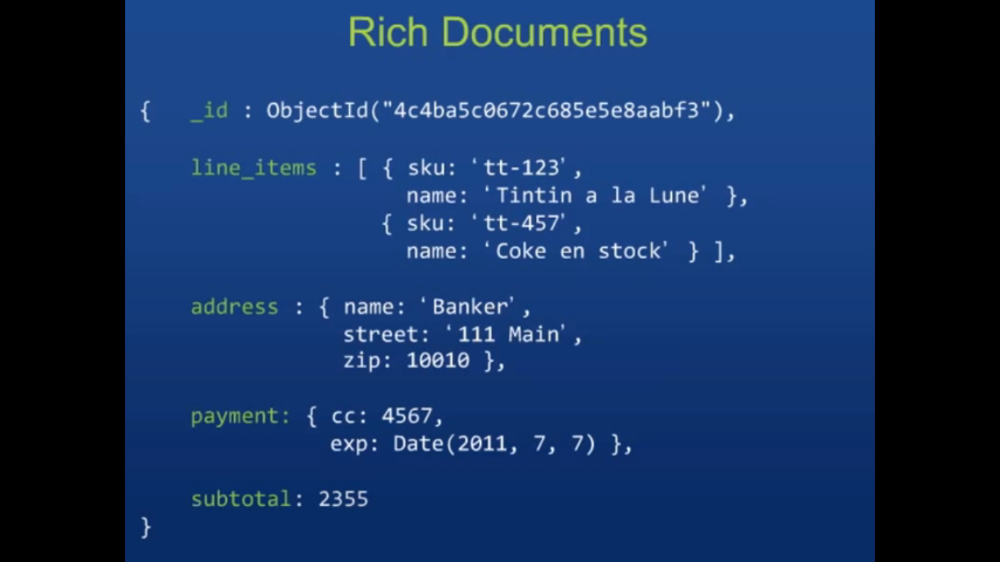 Rich Documents
{ _id : ObjectId("4c4ba5c0672c685e5e8aabf3"),
line_items : [ { sku: ‘tt-123’,
name: ‘Tintin a la Lune’ },
{ sku: ‘tt-457’,
name: ‘Coke en stock’ } ],
address : { name: ‘Banker’,
street: ‘111 Main’,
zip: 10010 },
payment: { cc: 4567,
exp: Date(2011, 7, 7) },
subtotal: 2355
}